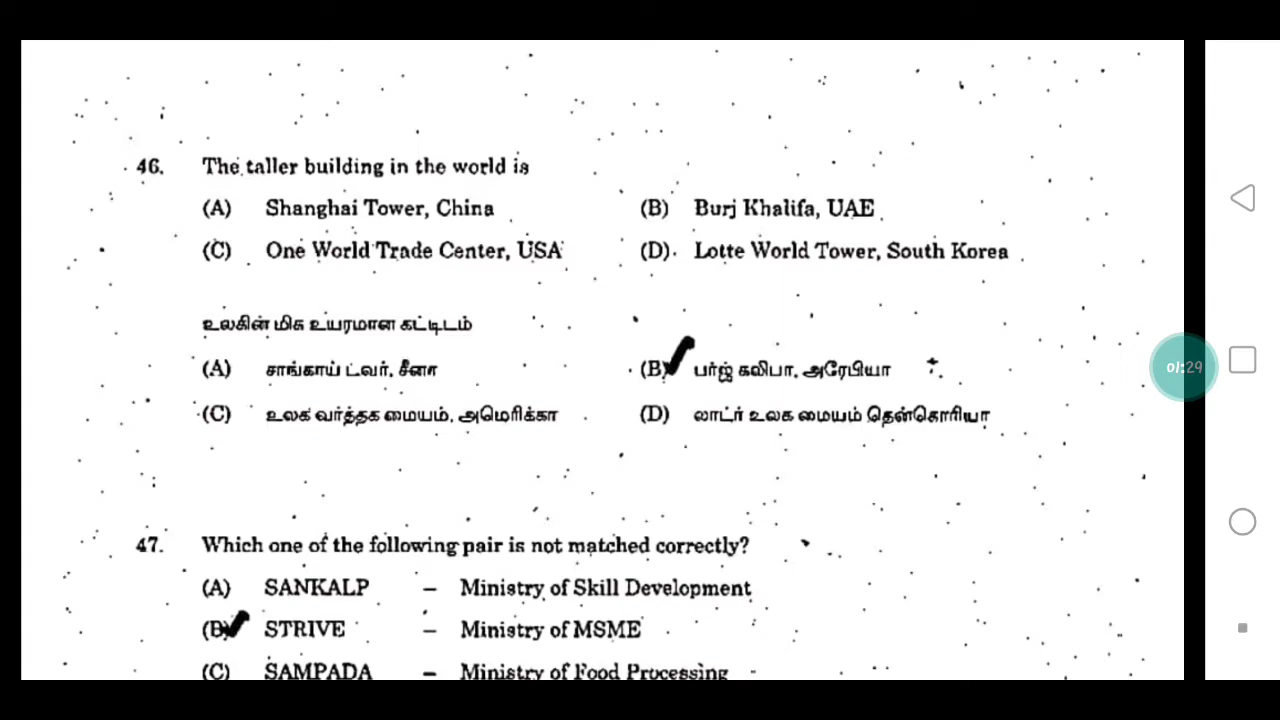 46. The taller building in the world is
(A) Shanghai Tower, China (B) Burj Khalifa, UAE
(C) One World Trade Center, USA (D) Lotte World Tower, South Korea
உலகின் மிக உயரமான கட்டிடம்
(A) சாங்காய் ட்வர், சீனா (B) பர்ஜ் கலிபா, அரேபியா
(C) உலக வர்த்தக மையம், அமெரிக்கா (D) லாட்ர் உலக மையம் தென்கொரியா
01:29
47. Which one of the following pair is not matched correctly?
(A) SANKALP – Ministry of Skill Development
(B) STRIVE – Ministry of MSME
(C) SAMPADA – Ministry of Food Processing